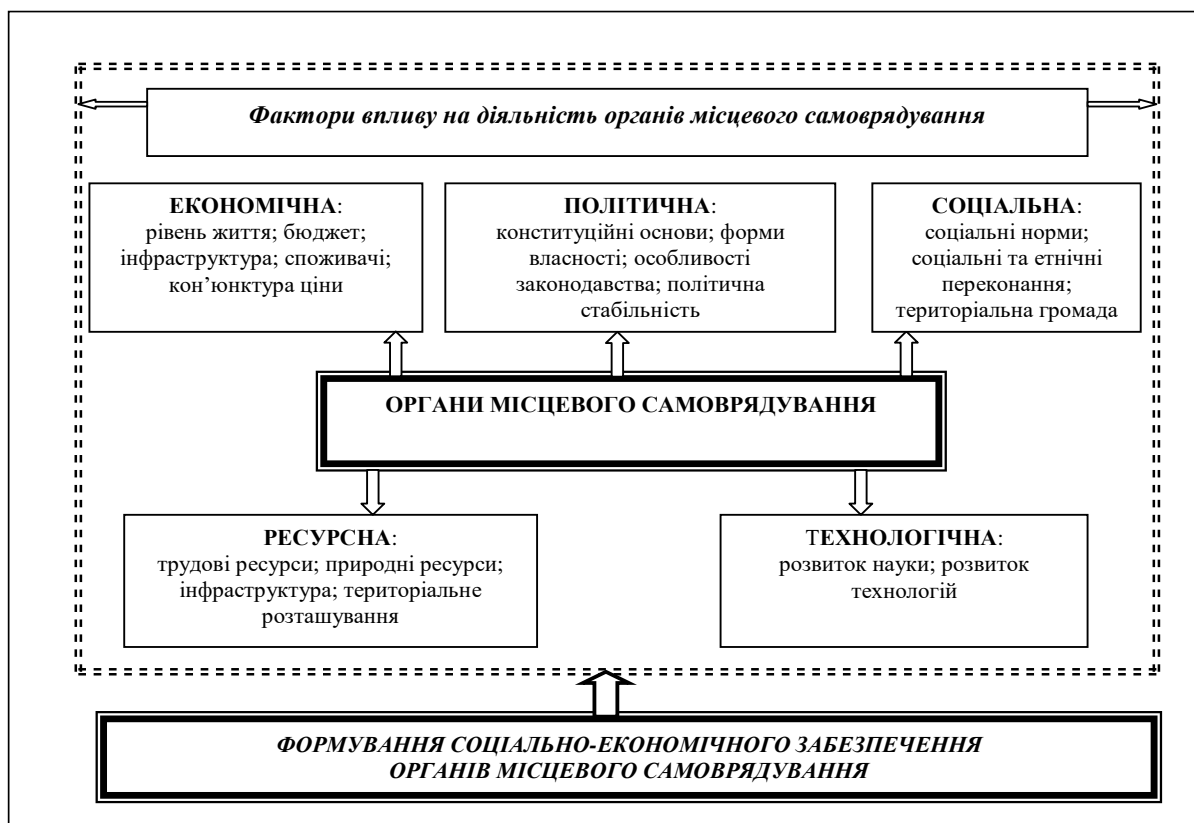 Фактори впливу на діяльність органів місцевого самоврядування
ЕКОНОМІЧНА:
рівень життя; бюджет;
інфраструктура; споживачі;
кон’юнктура ціни
ПОЛІТИЧНА:
конституційні основи; форми
власності; особливості
законодавства; політична
стабільність
СОЦІАЛЬНА:
соціальні норми;
соціальні та етнічні
переконання;
територіальна громада
ОРГАНИ МІСЦЕВОГО САМОВРЯДУВАННЯ
РЕСУРСНА:
трудові ресурси; природні ресурси;
інфраструктура; територіальне
розташування
ТЕХНОЛОГІЧНА:
розвиток науки; розвиток
технологій
ФОРМУВАННЯ СОЦІАЛЬНО-ЕКОНОМІЧНОГО ЗАБЕЗПЕЧЕННЯ
ОРГАНІВ МІСЦЕВОГО САМОВРЯДУВАННЯ